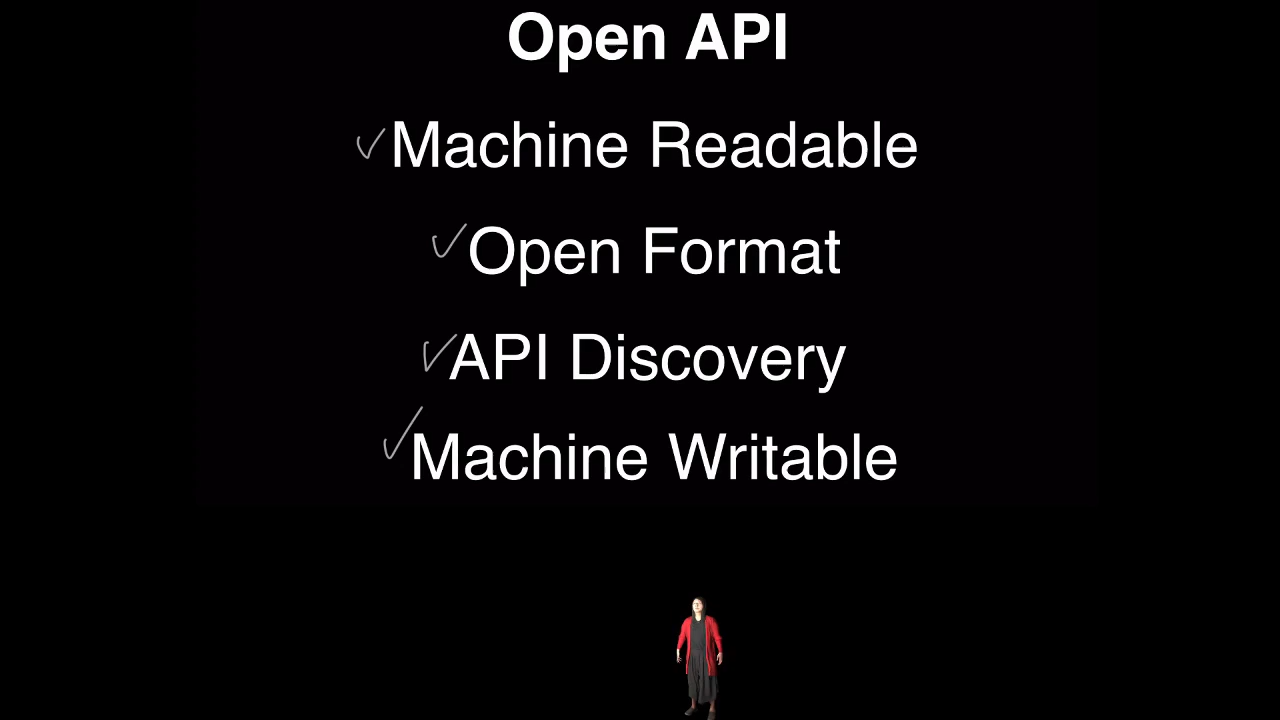 Open API
Machine Readable
Open Format
API Discovery
Machine Writable